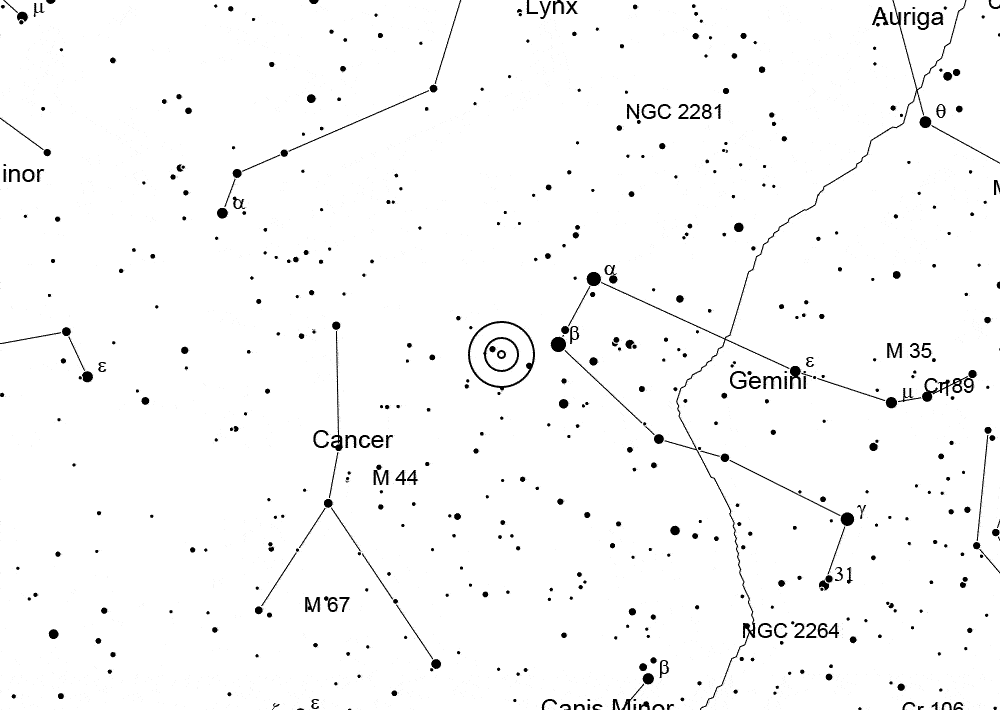 μ
Lynx
Auriga
NGC 2281
θ
inor
α
α
β
M 35
ε
ε
Gemini
μ
Cr 89
Cancer
M 44
γ
31
M 67
NGC 2264
β
ε
ζ
Canis Minor
Cr 106